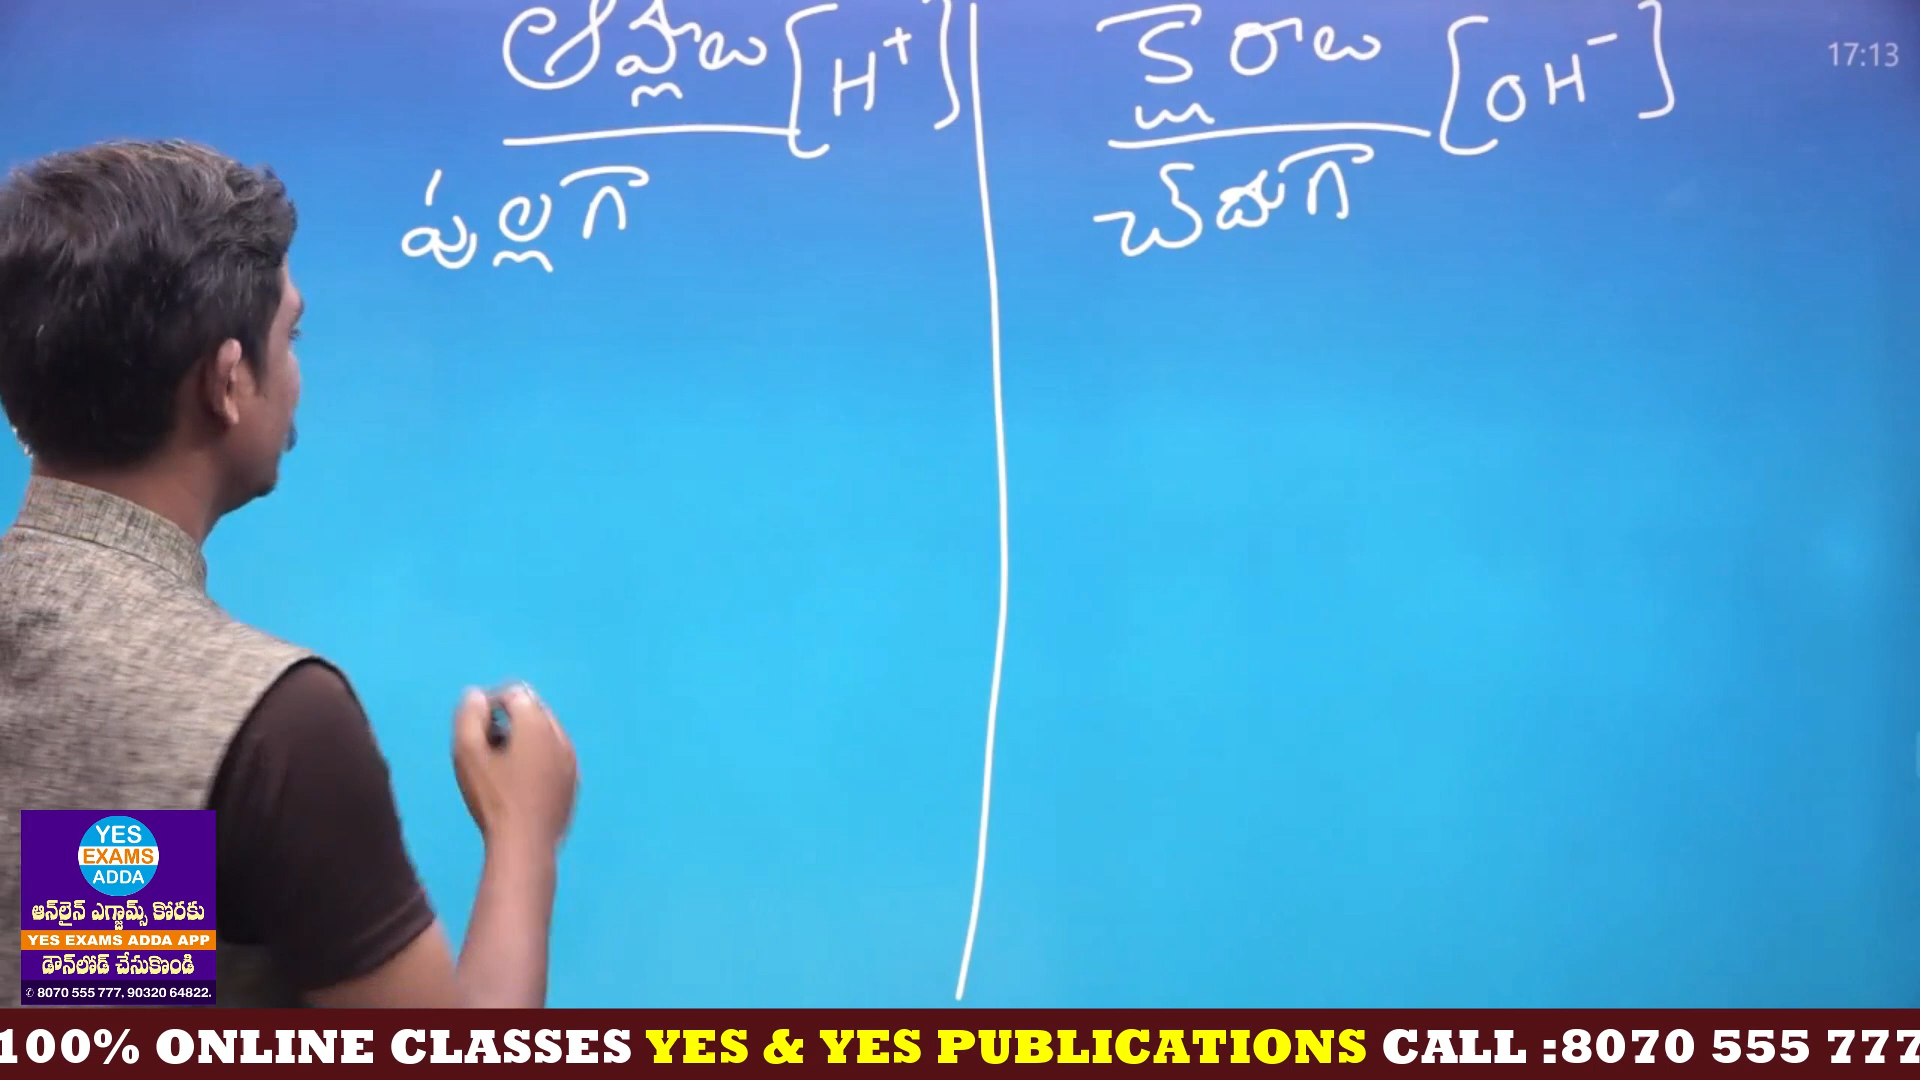 ఆమ్లాలు [H⁺]
క్షారాలు [OH⁻]
17:13
పుల్లగా
చేదుగా
YES
EXAMS
ADDA
ఆన్‌లైన్ ఎగ్జామ్స్ కొరకు
YES EXAMS ADDA APP
డౌన్‌లోడ్ చేసుకొండి
✆ 8070 555 777, 90320 64822.
100% ONLINE CLASSES YES & YES PUBLICATIONS CALL :8070 555 777